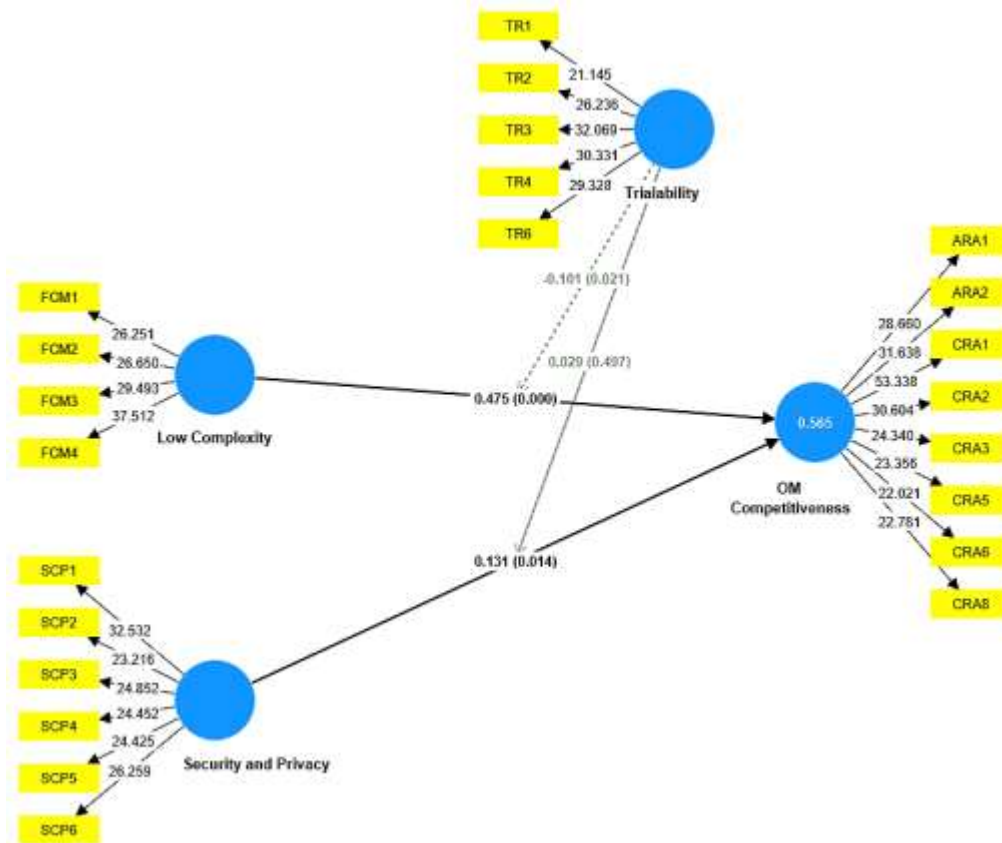 TR1
TR2
TR3
TR4
TR6
21.145
26.236
32.069
30.331
29.328
Trialability
-0.101 (0.021)
0.029 (0.497)
FCM1
FCM2
FCM3
FCM4
26.251
26.650
29.493
37.512
Low Complexity
0.475 (0.000)
0.131 (0.014)
SCP1
SCP2
SCP3
SCP4
SCP5
SCP6
32.532
23.216
24.852
24.452
24.425
26.259
Security and Privacy
0.565
OM
Competitiveness
28.660
31.638
53.338
30.604
24.340
23.356
22.021
22.781
ARA1
ARA2
CRA1
CRA2
CRA3
CRA5
CRA6
CRA8